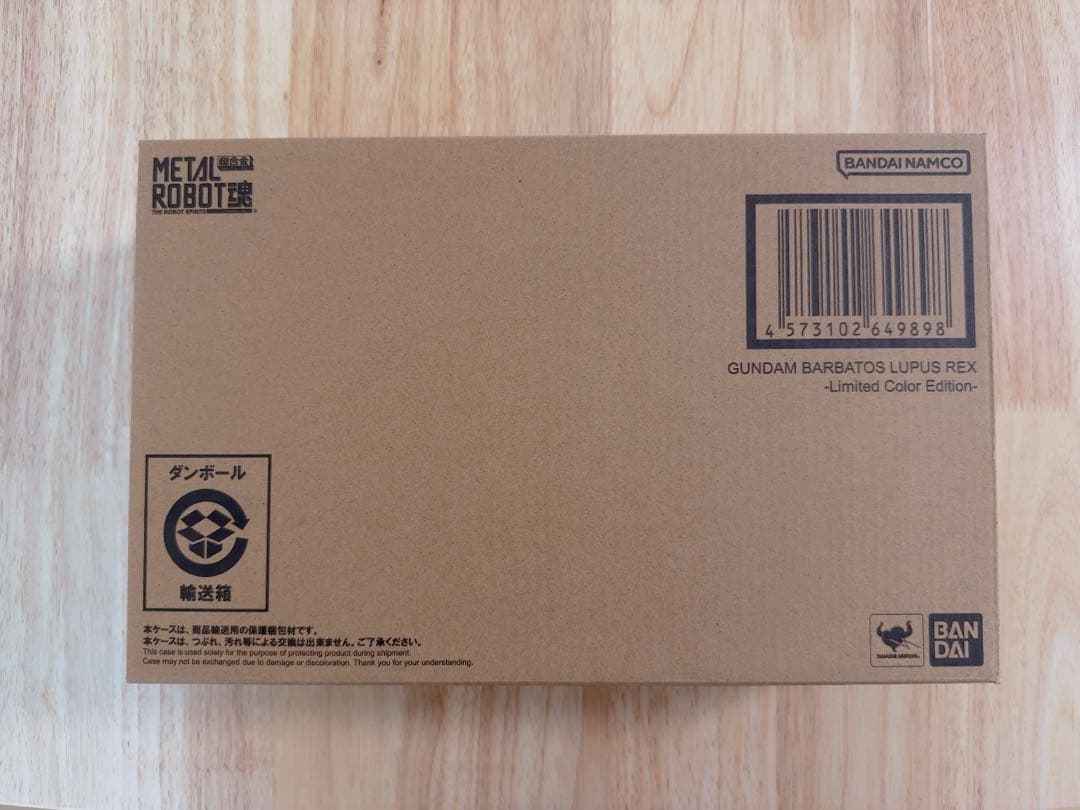 METAL 超合金
ROBOT魂
THE ROBOT SPIRITS
BANDAI NAMCO
4 573102 649898
GUNDAM BARBATOS LUPUS REX
-Limited Color Edition-
ダンボール
輸送箱
本ケースは、商品輸送用の保護梱包材です。
本ケースは、つぶれ、汚れ等による交換は出来ません。ご了承ください。
This case is used solely for the purpose of protecting product during shipment.
Case may not be exchanged due to damage or discoloration. Thank you for your understanding.
TAMASHII NATIONS
BAN
DAI